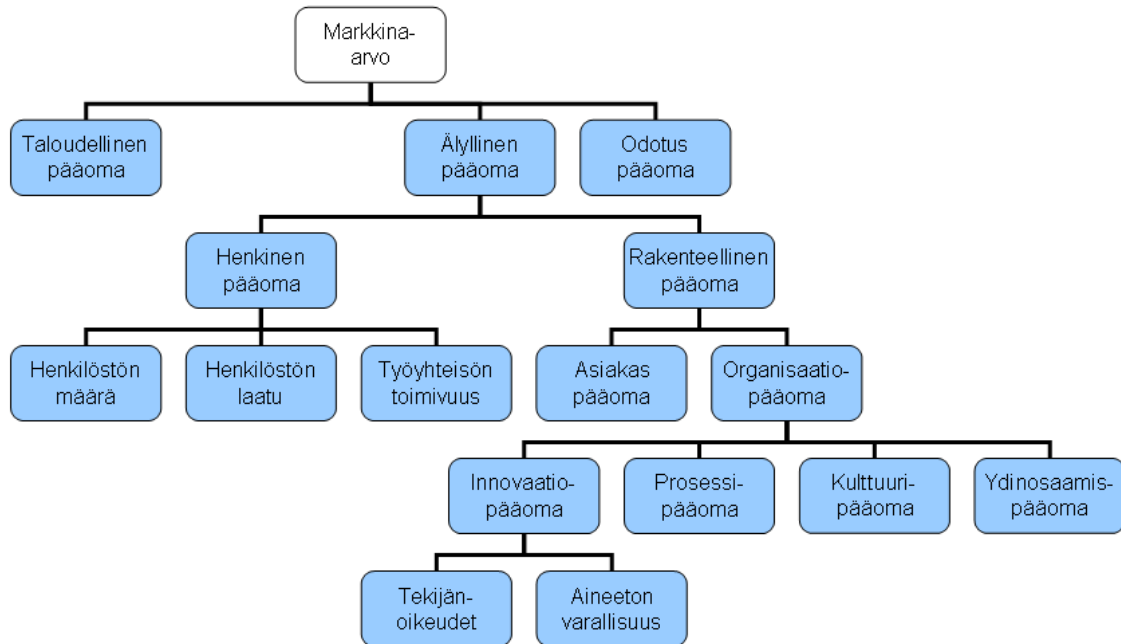 Markkina-
arvo
Taloudellinen
pääoma
Älyllinen
pääoma
Odotus
pääoma
Henkinen
pääoma
Rakenteellinen
pääoma
Henkilöstön
määrä
Henkilöstön
laatu
Työyhteisön
toimivuus
Asiakas
pääoma
Organisaatio-
pääoma
Innovaatio-
pääoma
Prosessi-
pääoma
Kulttuuri-
pääoma
Ydinosaamis-
pääoma
Tekijän-
oikeudet
Aineeton
varallisuus